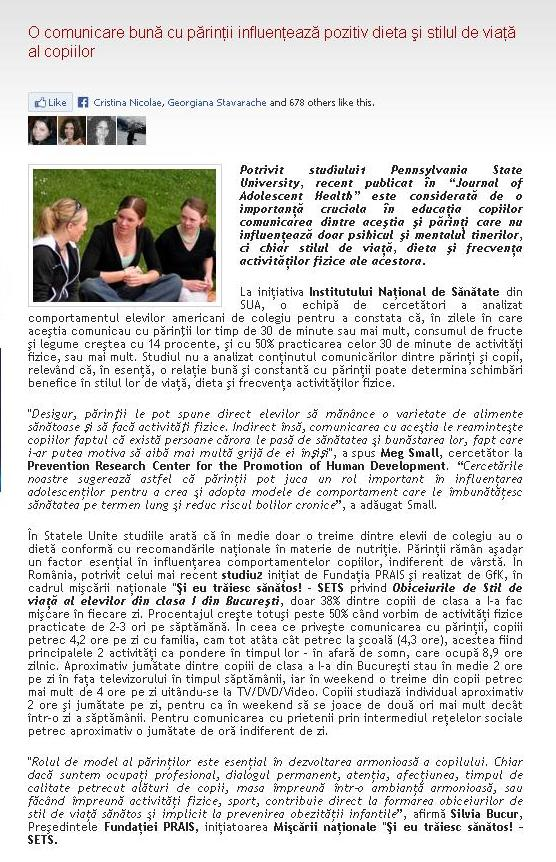 O comunicare bună cu părinţii influenţează pozitiv dieta şi stilul de viaţă
al copiilor
Like
Cristina Nicolae, Georgiana Stavarache and 678 others like this.
Potrivit studiului1 Pennsylvania State
University, recent publicat în “Journal of
Adolescent Health” este considerată de o
importanţă cruciala în educaţia copiilor
comunicarea dintre aceştia şi părinţi care nu
influenţează doar psihicul şi mentalul tinerilor,
ci chiar stilul de viaţă, dieta şi frecvenţa
activităţilor fizice ale acestora.
La iniţiativa Institutului Naţional de Sănătate din
SUA, o echipă de cercetători a analizat
comportamentul elevilor americani de colegiu pentru a constata că, în zilele în care
aceştia comunicau cu părinţii lor timp de 30 de minute sau mai mult, consumul de fructe
şi legume creştea cu 14 procente, şi cu 50% practicarea celor 30 de minute de activităţi
fizice, sau mai mult. Studiul nu a analizat conţinutul comunicărilor dintre părinţi şi copii,
relevând că, în esenţă, o relaţie bună şi constantă cu părinţii poate determina schimbări
benefice în stilul lor de viaţă, dieta şi frecvenţa activităţilor fizice.
"Desigur, părinţii le pot spune direct elevilor să mănânce o varietate de alimente
sănătoase şi să facă activităţi fizice. Indirect însă, comunicarea cu aceştia le reaminteşte
copiilor faptul că există persoane cărora le pasă de sănătatea şi bunăstarea lor, fapt care
i-ar putea motiva să aibă mai multă grijă de ei înşişi", a spus Meg Small, cercetător la
Prevention Research Center for the Promotion of Human Development. “Cercetările
noastre sugerează astfel că părinţii pot juca un rol important în influenţarea
adolescenţilor pentru a crea şi adopta modele de comportament care le îmbunătăţesc
sănătatea pe termen lung şi reduc riscul bolilor cronice”, a adăugat Small.
În Statele Unite studiile arată că în medie doar o treime dintre elevii de colegiu au o
dietă conformă cu recomandările naţionale în materie de nutriţie. Părinţii rămân aşadar
un factor esenţial în influenţarea comportamentelor copiilor, indiferent de vârstă. În
România, potrivit celui mai recent studiu2 iniţiat de Fundaţia PRAIS şi realizat de GfK, în
cadrul mişcării naţionale "Şi eu trăiesc sănătos! - SETS privind Obiceiurile de Stil de
viaţă al elevilor din clasa I din Bucureşti, doar 38% dintre copiii de clasa I-a fac
mişcare în fiecare zi. Procentajul creşte totuşi peste 50% când vorbim de activităţi fizice
practicate de 2-3 ori pe săptămână. În ceea ce priveşte comunicarea cu părinţii, copiii
petrec 4,2 ore pe zi cu familia, cam tot atâta cât petrec la şcoală (4,3 ore), acestea fiind
principalele 2 activităţi ca pondere în timpul lor - în afară de somn, care ocupă 8,9 ore
zilnic. Aproximativ jumătate dintre copiii de clasa a I-a din Bucureşti stau în medie 2 ore
pe zi în faţa televizorului în timpul săptămânii, iar în weekend o treime din copii petrec
mai mult de 4 ore pe zi uitându-se la TV/DVD/Video. Copiii studiază individual aproximativ
2 ore şi jumătate pe zi, pentru ca în weekend să se joace de două ori mai mult decât
într-o zi a săptămânii. Pentru comunicarea cu prietenii prin intermediul reţelelor sociale
petrec aproximativ o jumătate de oră indiferent de zi.
"Rolul de model al părinţilor este esenţial în dezvoltarea armonioasă a copilului. Chiar
dacă suntem ocupaţi profesional, dialogul permanent, atenţia, afecţiunea, timpul de
calitate petrecut alături de copii, masa împreună într-o ambianţă armonioasă, sau
făcând împreună activităţi fizice, sport, contribuie direct la formarea obiceiurilor de
stil de viaţă sănătos şi implicit la prevenirea obezităţii infantile”, afirmă Silvia Bucur,
Preşedintele Fundaţiei PRAIS, iniţiatoarea Mişcării naţionale "Şi eu trăiesc sănătos! -
SETS.